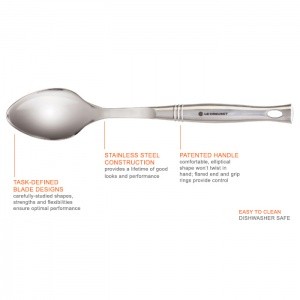 LE CREUSET
STAINLESS STEEL
CONSTRUCTION
provides a lifetime of good
looks and performance
PATENTED HANDLE
comfortable, elliptical
shape won't twist in
hand; flared end and grip
rings provide control
TASK-DEFINED
BLADE DESIGNS
carefully-studied shapes,
strengths and flexibilities
ensure optimal performance
EASY TO CLEAN
DISHWASHER SAFE